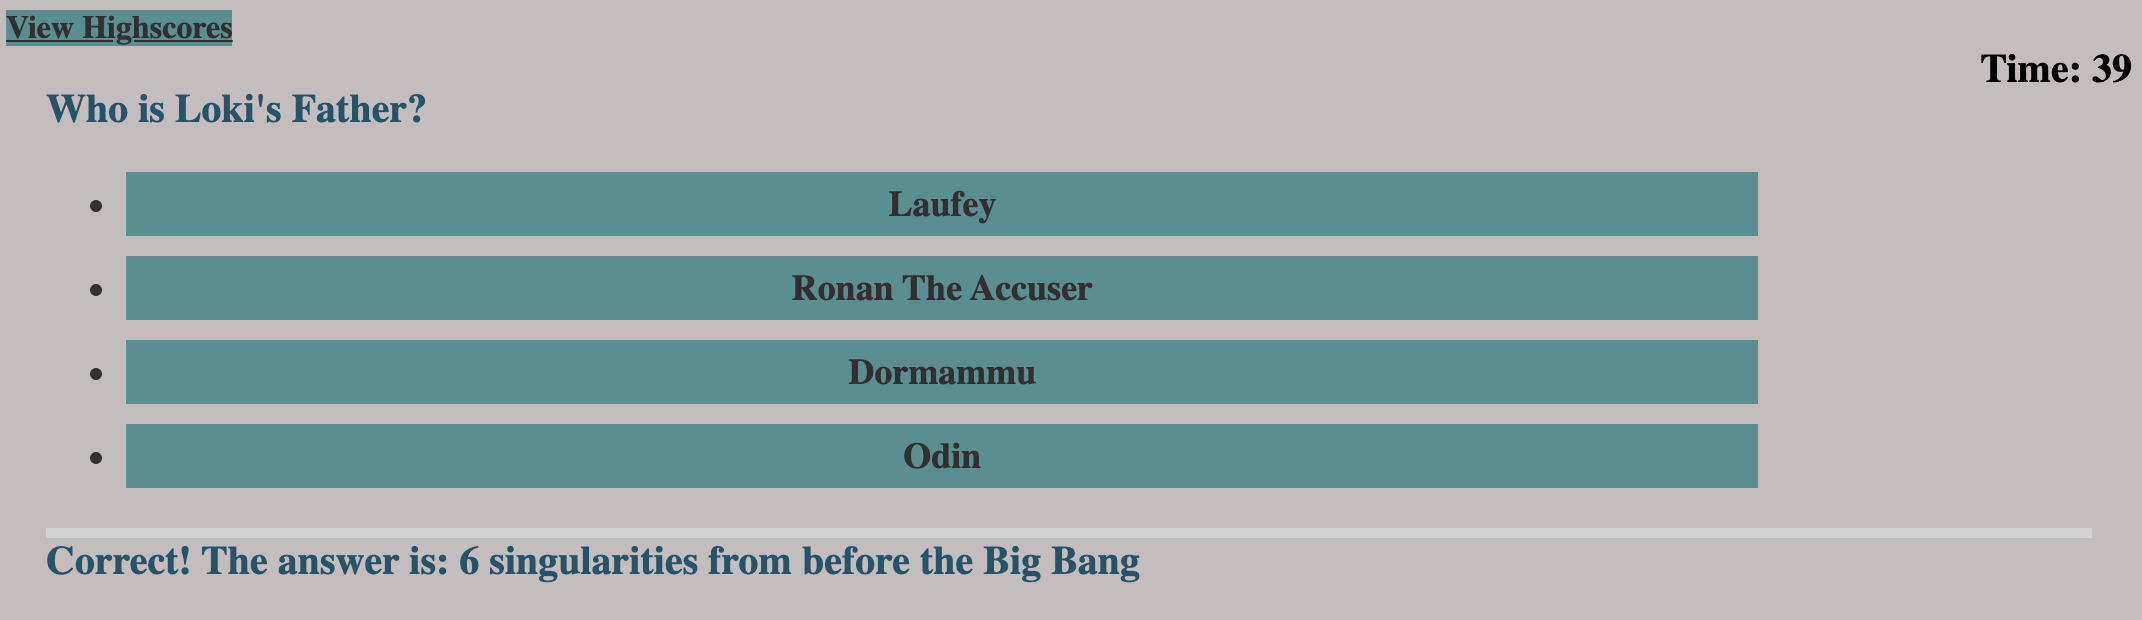 View Highscores
Time: 39
Who is Loki's Father?
Laufey
Ronan The Accuser
Dormammu
Odin
Correct! The answer is: 6 singularities from before the Big Bang